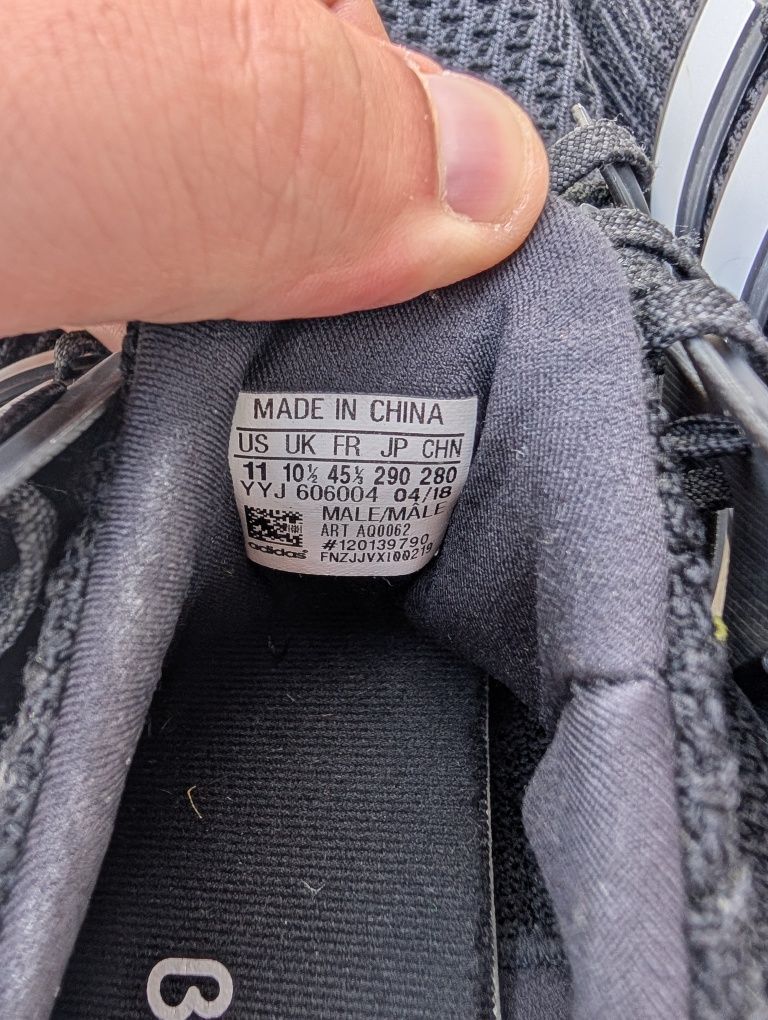 MADE IN CHINA
US UK FR JP CHN
11 10½ 45⅓ 290 280
YYJ 606004 04/18
MALE/MÂLE
ART AQ0062
#120139790
adidas FNZJJVXI00219